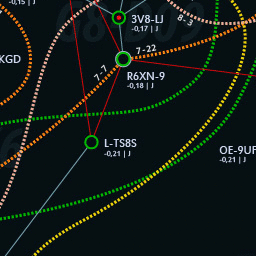 -0,15 | J
3V8-LJ
-0,17 | J
8-3
KGD
7-22
7-7
R6XN-9
-0,18 | J
L-TS8S
-0,21 | J
OE-9UF
-0,21 | J